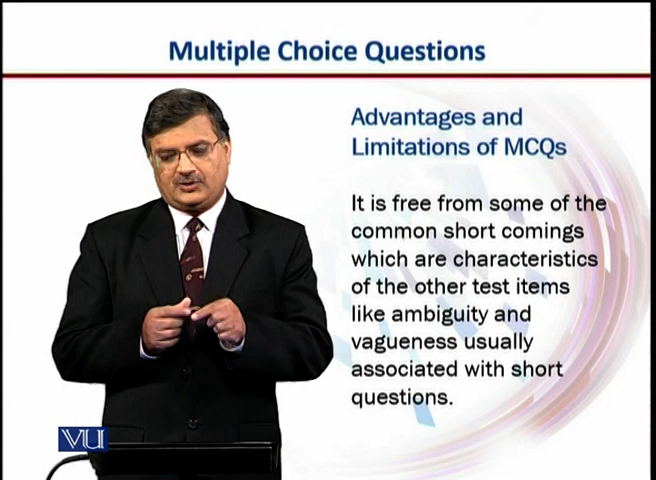 Multiple Choice Questions
Advantages and
Limitations of MCQs
It is free from some of the
common short comings
which are characteristics
of the other test items
like ambiguity and
vagueness usually
associated with short
questions.
VU